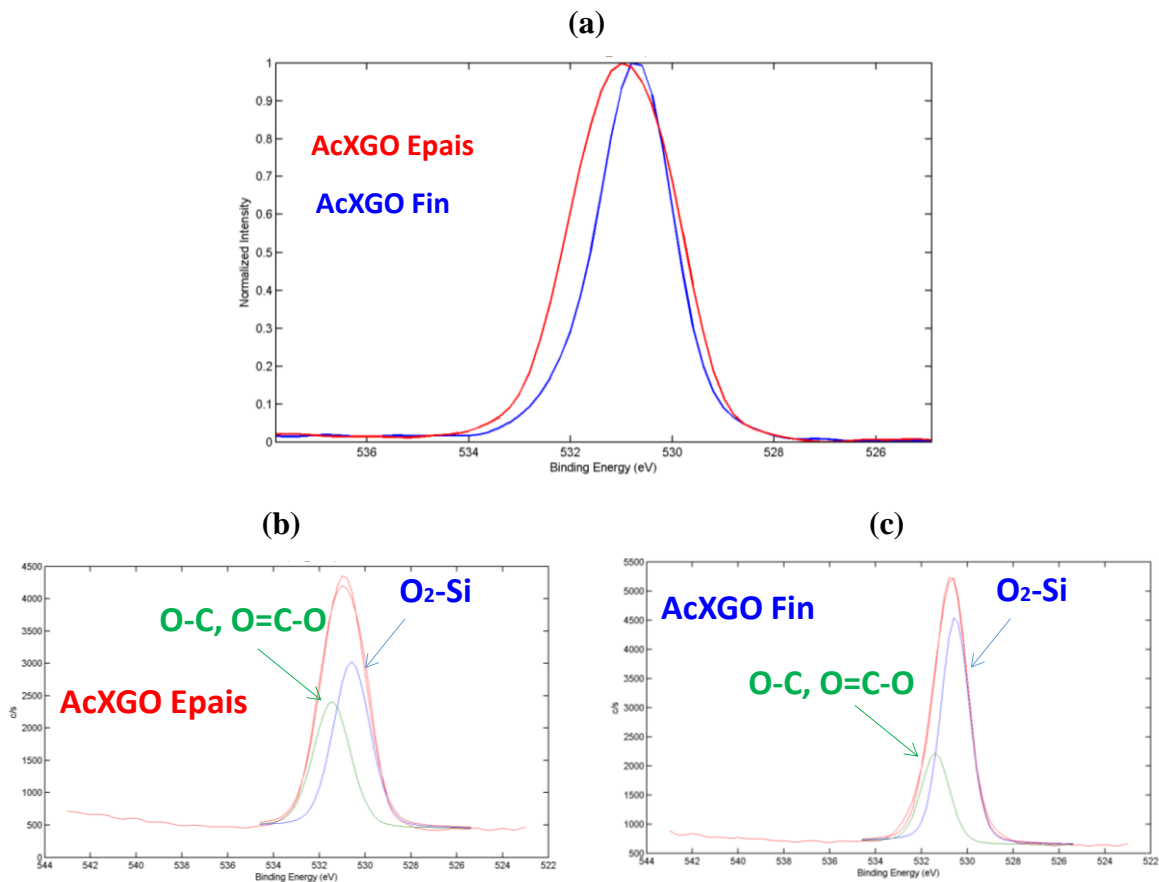 (a)
1
0.9
0.8
0.7
0.6
0.5
0.4
0.3
0.2
0.1
0
Normalized Intensity
AcXGO Epais
AcXGO Fin
536 534 532 530 528 526
Binding Energy (eV)
(b)
4500
4000
3500
3000
2500
2000
1500
1000
500
0
c/s
O-C, O=C-O
O2-Si
AcXGO Epais
544 542 540 538 536 534 532 530 528 526 524 522
Binding Energy (eV)
(c)
5500
5000
4500
4000
3500
3000
2500
2000
1500
1000
500
c/s
AcXGO Fin
O2-Si
O-C, O=C-O
544 542 540 538 536 534 532 530 528 526 524 522
Binding Energy (eV)